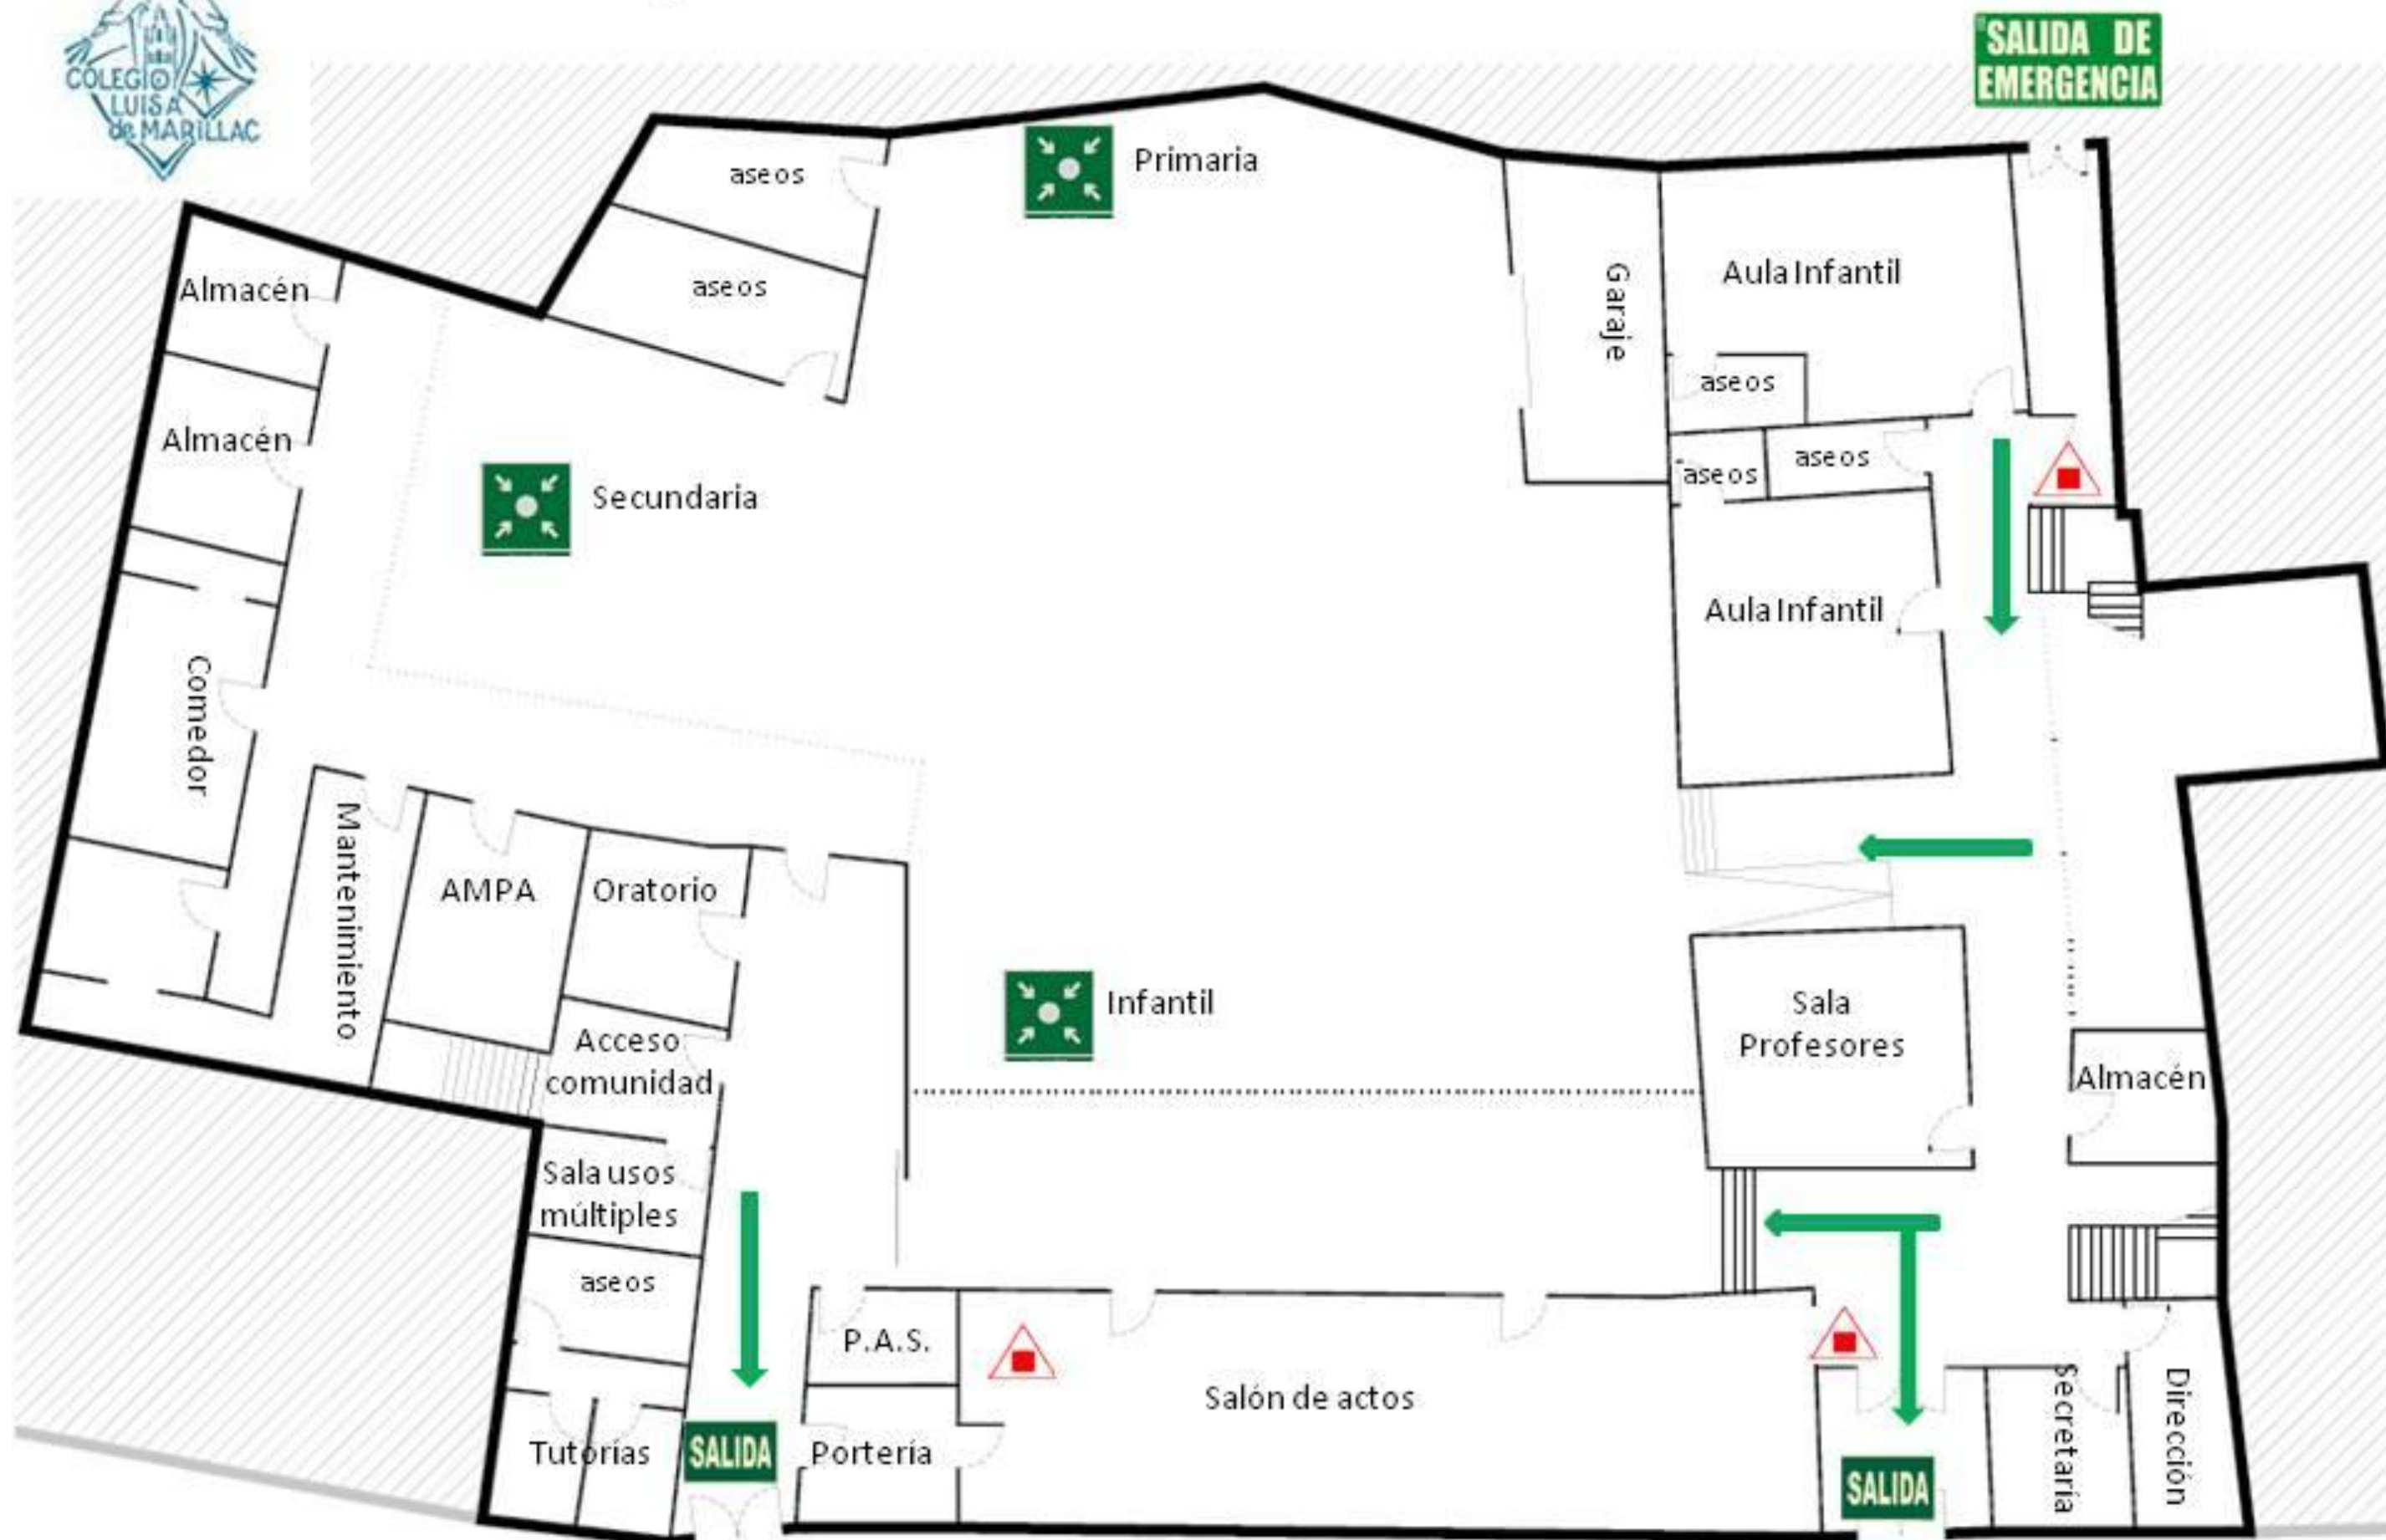 COLEGIO
LUISA
de MARILLAC
SALIDA DE
EMERGENCIA
aseos
Primaria
aseos
Almacén
Garaje
Aula Infantil
aseos
Almacén
aseos
aseos
Secundaria
Aula Infantil
Comedor
Mantenimiento
AMPA
Oratorio
Infantil
Sala
Profesores
Acceso
comunidad
Almacén
Sala usos
múltiples
aseos
P.A.S.
Salón de actos
Secretaría
Dirección
Tutorías
SALIDA
Portería
SALIDA